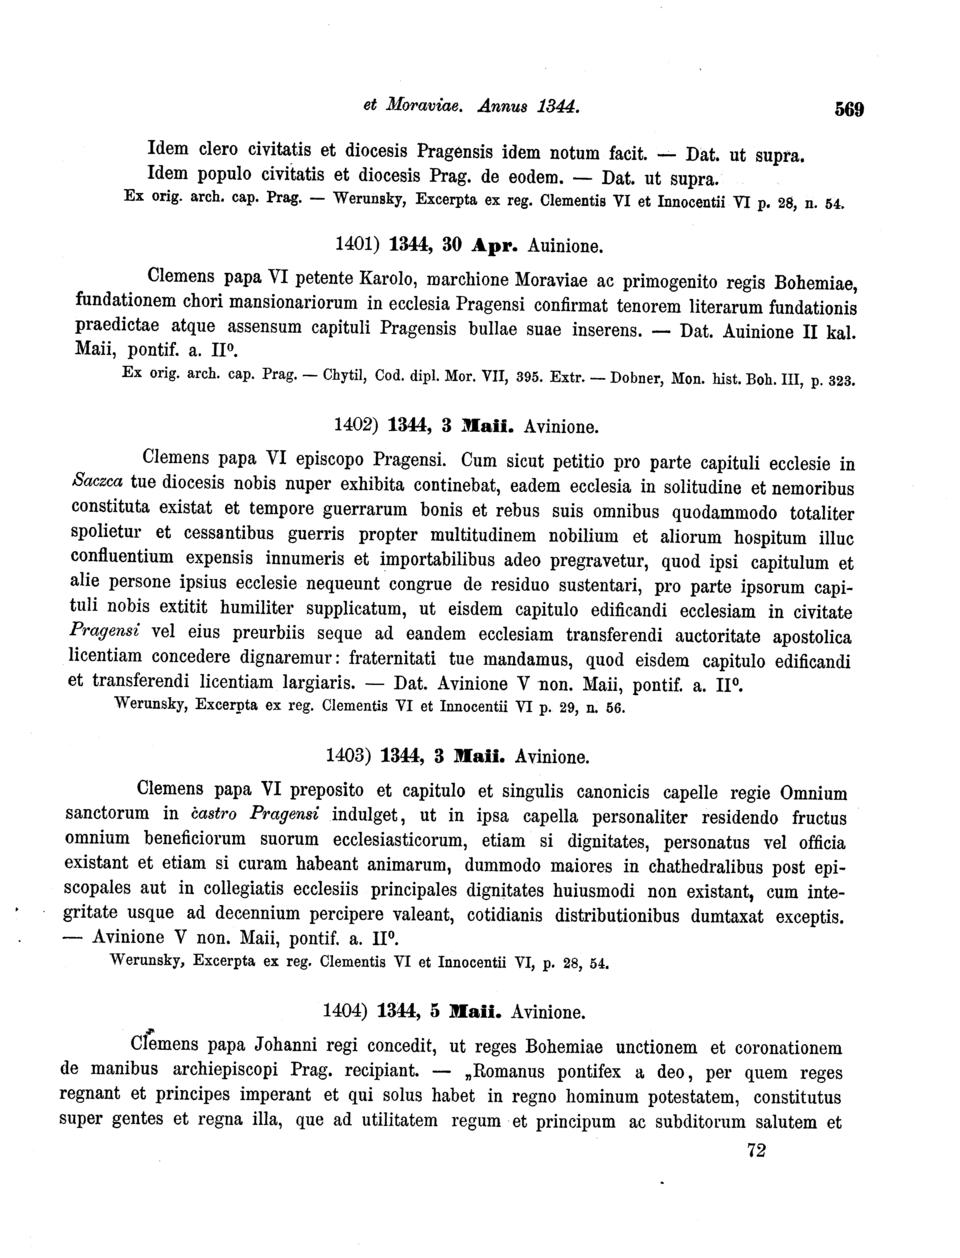 et Moraviae. Annus 1344. 569
Idem clero civitatis et diocesis Pragensis idem notum facit. — Dat. ut supra.
Idem populo civitatis et diocesis Prag. de eodem. — Dat. ut supra.
Ex orig. arch. cap. Prag. — Werunsky, Excerpta ex reg. Clementis VI et Innocentii VI p. 28, n. 54.
1401) 1344, 30 Apr. Auinione.
Clemens papa VI petente Karolo, marchione Moraviae ac primogenito regis Bohemiae,
fundationem chori mansionariorum in ecclesia Pragensi confirmat tenorem literarum fundationis
praedictae atque assensum capituli Pragensis bullae suae inserens. — Dat. Auinione II kal.
Maii, pontif. a. IIº.
Ex orig. arch. cap. Prag. — Chytil, Cod. dipl. Mor. VII, 395. Extr. — Dobner, Mon. hist. Boh. III, p. 323.
1402) 1344, 3 Maii. Avinione.
Clemens papa VI episcopo Pragensi. Cum sicut petitio pro parte capituli ecclesie in
Saczca tue diocesis nobis nuper exhibita continebat, eadem ecclesia in solitudine et nemoribus
constituta existat et tempore guerrarum bonis et rebus suis omnibus quodammodo totaliter
spolietur et cessantibus guerris propter multitudinem nobilium et aliorum hospitum illuc
confluentium expensis innumeris et importabilibus adeo pregravetur, quod ipsi capitulum et
alie persone ipsius ecclesie nequeunt congrue de residuo sustentari, pro parte ipsorum capi-
tuli nobis extitit humiliter supplicatum, ut eisdem capitulo edificandi ecclesiam in civitate
Pragensi vel eius preurbiis seque ad eandem ecclesiam transferendi auctoritate apostolica
licentiam concedere dignaremur: fraternitati tue mandamus, quod eisdem capitulo edificandi
et transferendi licentiam largiaris. — Dat. Avinione V non. Maii, pontif. a. IIº.
Werunsky, Excerpta ex reg. Clementis VI et Innocentii VI p. 29, n. 56.
1403) 1344, 3 Maii. Avinione.
Clemens papa VI preposito et capitulo et singulis canonicis capelle regie Omnium
sanctorum in castro Pragensi indulget, ut in ipsa capella personaliter residendo fructus
omnium beneficiorum suorum ecclesiasticorum, etiam si dignitates, personatus vel officia
existant et etiam si curam habeant animarum, dummodo maiores in chathedralibus post epi-
scopales aut in collegiatis ecclesiis principales dignitates huiusmodi non existant, cum inte-
gritate usque ad decennium percipere valeant, cotidianis distributionibus dumtaxat exceptis.
— Avinione V non. Maii, pontif. a. IIº.
Werunsky, Excerpta ex reg. Clementis VI et Innocentii VI, p. 28, 54.
1404) 1344, 5 Maii. Avinione.
Clemens papa Johanni regi concedit, ut reges Bohemiae unctionem et coronationem
de manibus archiepiscopi Prag. recipiant. — „Romanus pontifex a deo, per quem reges
regnant et principes imperant et qui solus habet in regno hominum potestatem, constitutus
super gentes et regna illa, que ad utilitatem regum et principum ac subditorum salutem et
72